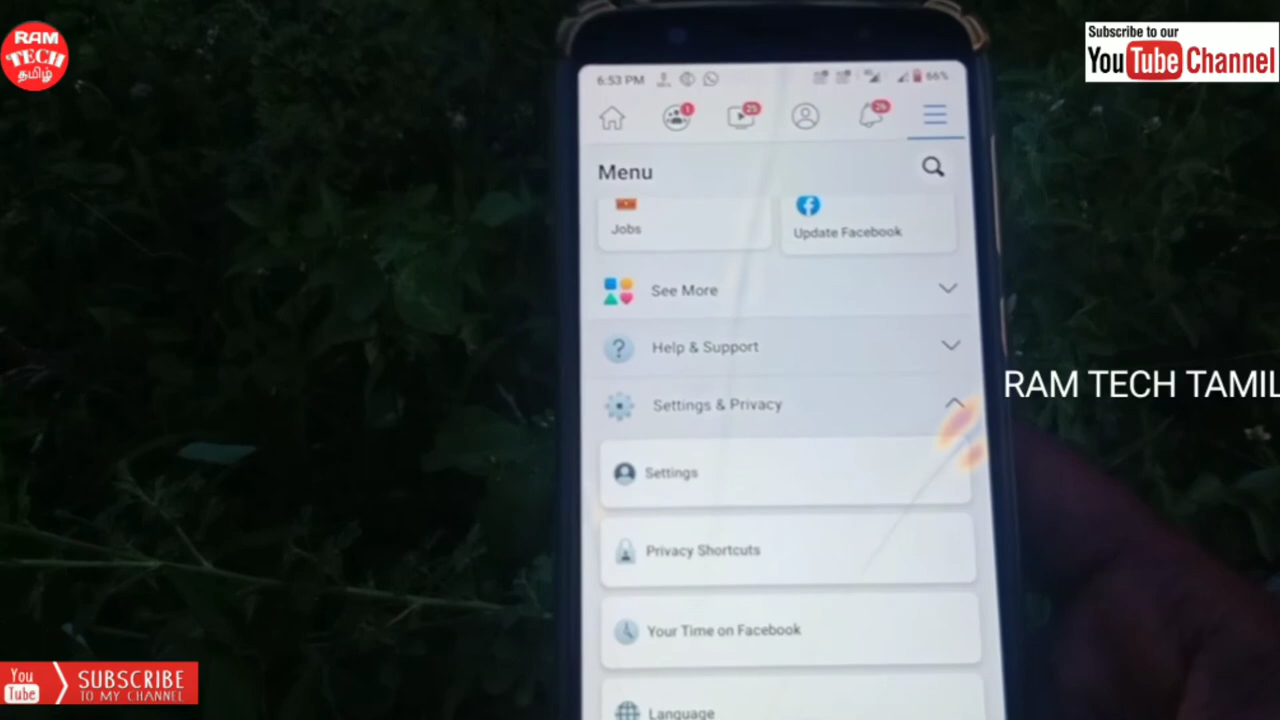 RAM
TECH
தமிழ்
Subscribe to our
YouTube Channel
6:53 PM
66%
1
25
Menu
Jobs
Update Facebook
See More
Help & Support
Settings & Privacy
RAM TECH TAMIL
Settings
Privacy Shortcuts
Your Time on Facebook
Language
You
Tube
SUBSCRIBE
TO MY CHANNEL